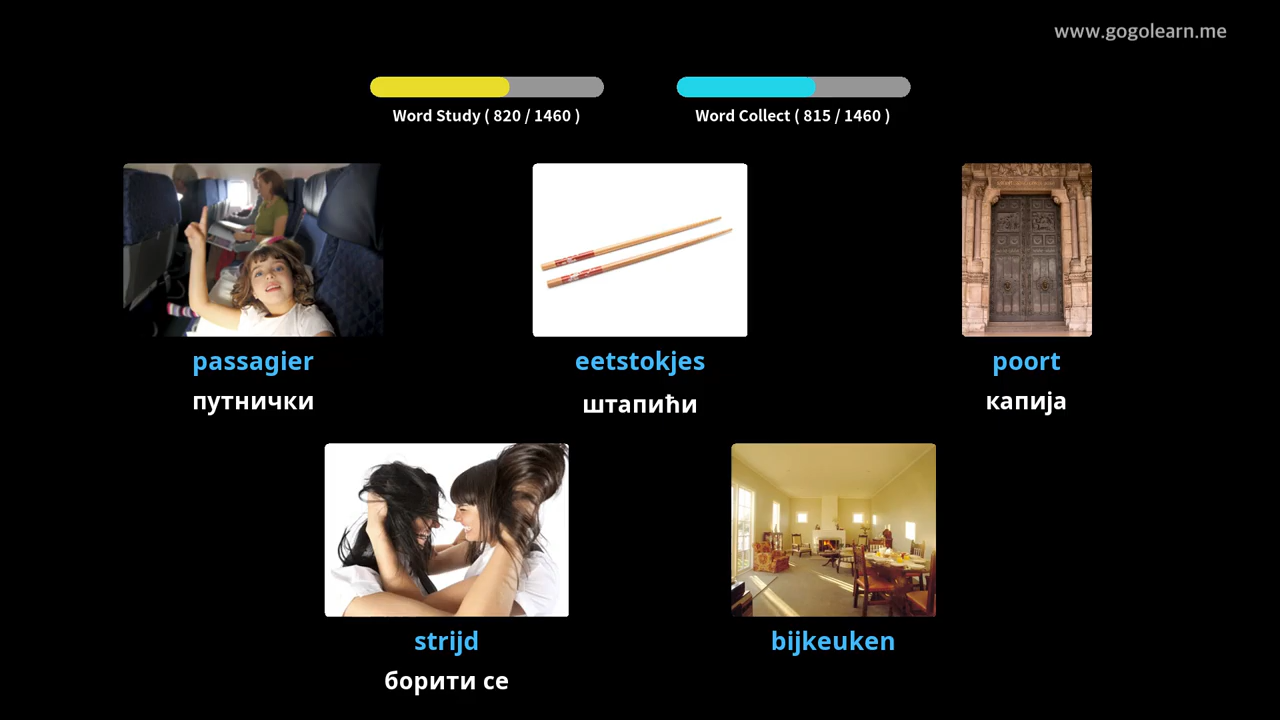 www.gogolearn.me
Word Study ( 820 / 1460 )
Word Collect ( 815 / 1460 )
passagier
eetstokjes
poort
путнички
штапићи
капија
strijd
bijkeuken
борити се